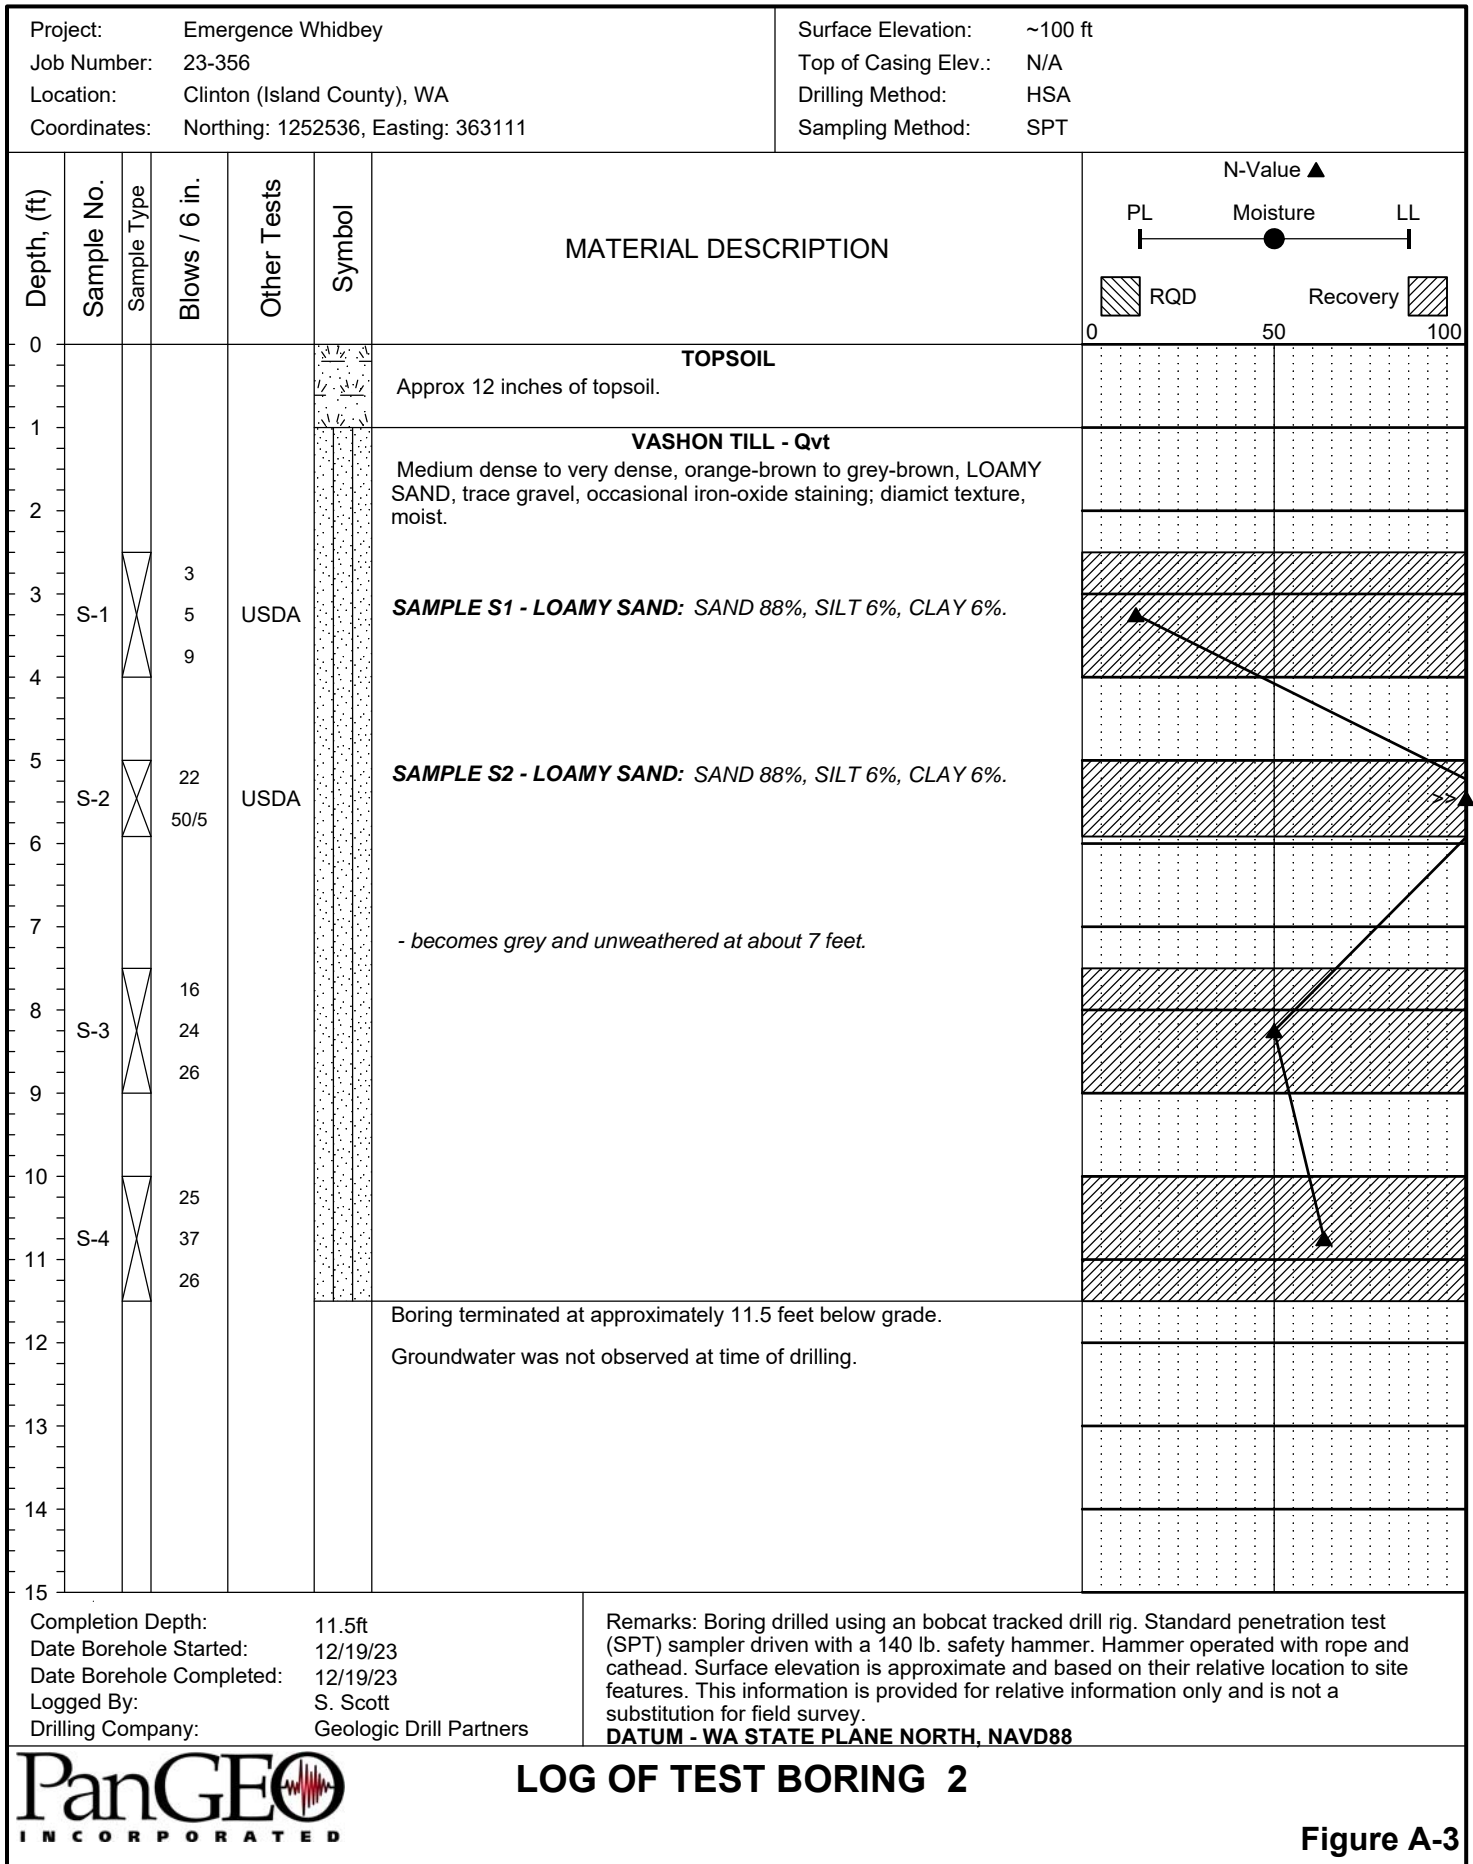 Project: Emergence Whidbey
Job Number: 23-356
Location: Clinton (Island County), WA
Coordinates: Northing: 1252536, Easting: 363111
Surface Elevation: ~100 ft
Top of Casing Elev.: N/A
Drilling Method: HSA
Sampling Method: SPT
Depth, (ft)
Sample No.
Sample Type
Blows / 6 in.
Other Tests
Symbol
MATERIAL DESCRIPTION
N-Value ▲
PL Moisture LL
RQD Recovery
0 50 100
0
TOPSOIL
Approx 12 inches of topsoil.
1
VASHON TILL - Qvt
Medium dense to very dense, orange-brown to grey-brown, LOAMY
SAND, trace gravel, occasional iron-oxide staining; diamict texture,
moist.
2
3
3
S-1 5 USDA SAMPLE S1 - LOAMY SAND: SAND 88%, SILT 6%, CLAY 6%.
9
4
5
22 SAMPLE S2 - LOAMY SAND: SAND 88%, SILT 6%, CLAY 6%.
S-2 USDA >>
50/5
6
7
- becomes grey and unweathered at about 7 feet.
16
8
S-3 24
26
9
10
25
S-4 37
11
26
Boring terminated at approximately 11.5 feet below grade.
12
Groundwater was not observed at time of drilling.
13
14
15
Completion Depth: 11.5ft
Date Borehole Started: 12/19/23
Date Borehole Completed: 12/19/23
Logged By: S. Scott
Drilling Company: Geologic Drill Partners
Remarks: Boring drilled using an bobcat tracked drill rig. Standard penetration test
(SPT) sampler driven with a 140 lb. safety hammer. Hammer operated with rope and
cathead. Surface elevation is approximate and based on their relative location to site
features. This information is provided for relative information only and is not a
substitution for field survey.
DATUM - WA STATE PLANE NORTH, NAVD88
PanGEO
INCORPORATED
LOG OF TEST BORING 2
Figure A-3